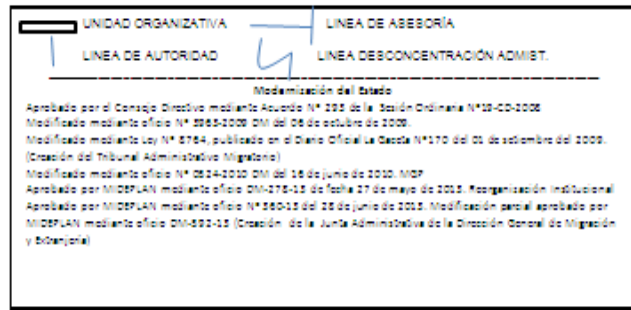 UNIDAD ORGANIZATIVA LINEA DE ASESORÍA
LINEA DE AUTORIDAD LINEA DESCONCENTRACIÓN ADMIST.
Modernización del Estado
Aprobado por el Consejo Directivo mediante Acuerdo N° 293 de la Sesión Ordinaria N°19-CD-2008
Modificado mediante oficio N° 5963-2009 DM del 06 de octubre de 2009.
Modificado mediante Ley N° 8764, publicado en el Diario Oficial La Gaceta N°170 del 01 de setiembre del 2009.
(Creación del Tribunal Administrativo Migratorio)
Modificado mediante oficio N° 0524-2010 DM del 16 de junio de 2010. MGP
Aprobado por MIDEPLAN mediante oficio DM-275-15 de fecha 27 de mayo de 2015. Reorganización Institucional
Aprobado por MIDEPLAN mediante oficio N° 360-15 del 25 de junio de 2015. Modificación parcial aprobado por
MIDEPLAN mediante oficio DM-592-15 (Creación de la Junta Administrativa de la Dirección General de Migración
y Extranjería)